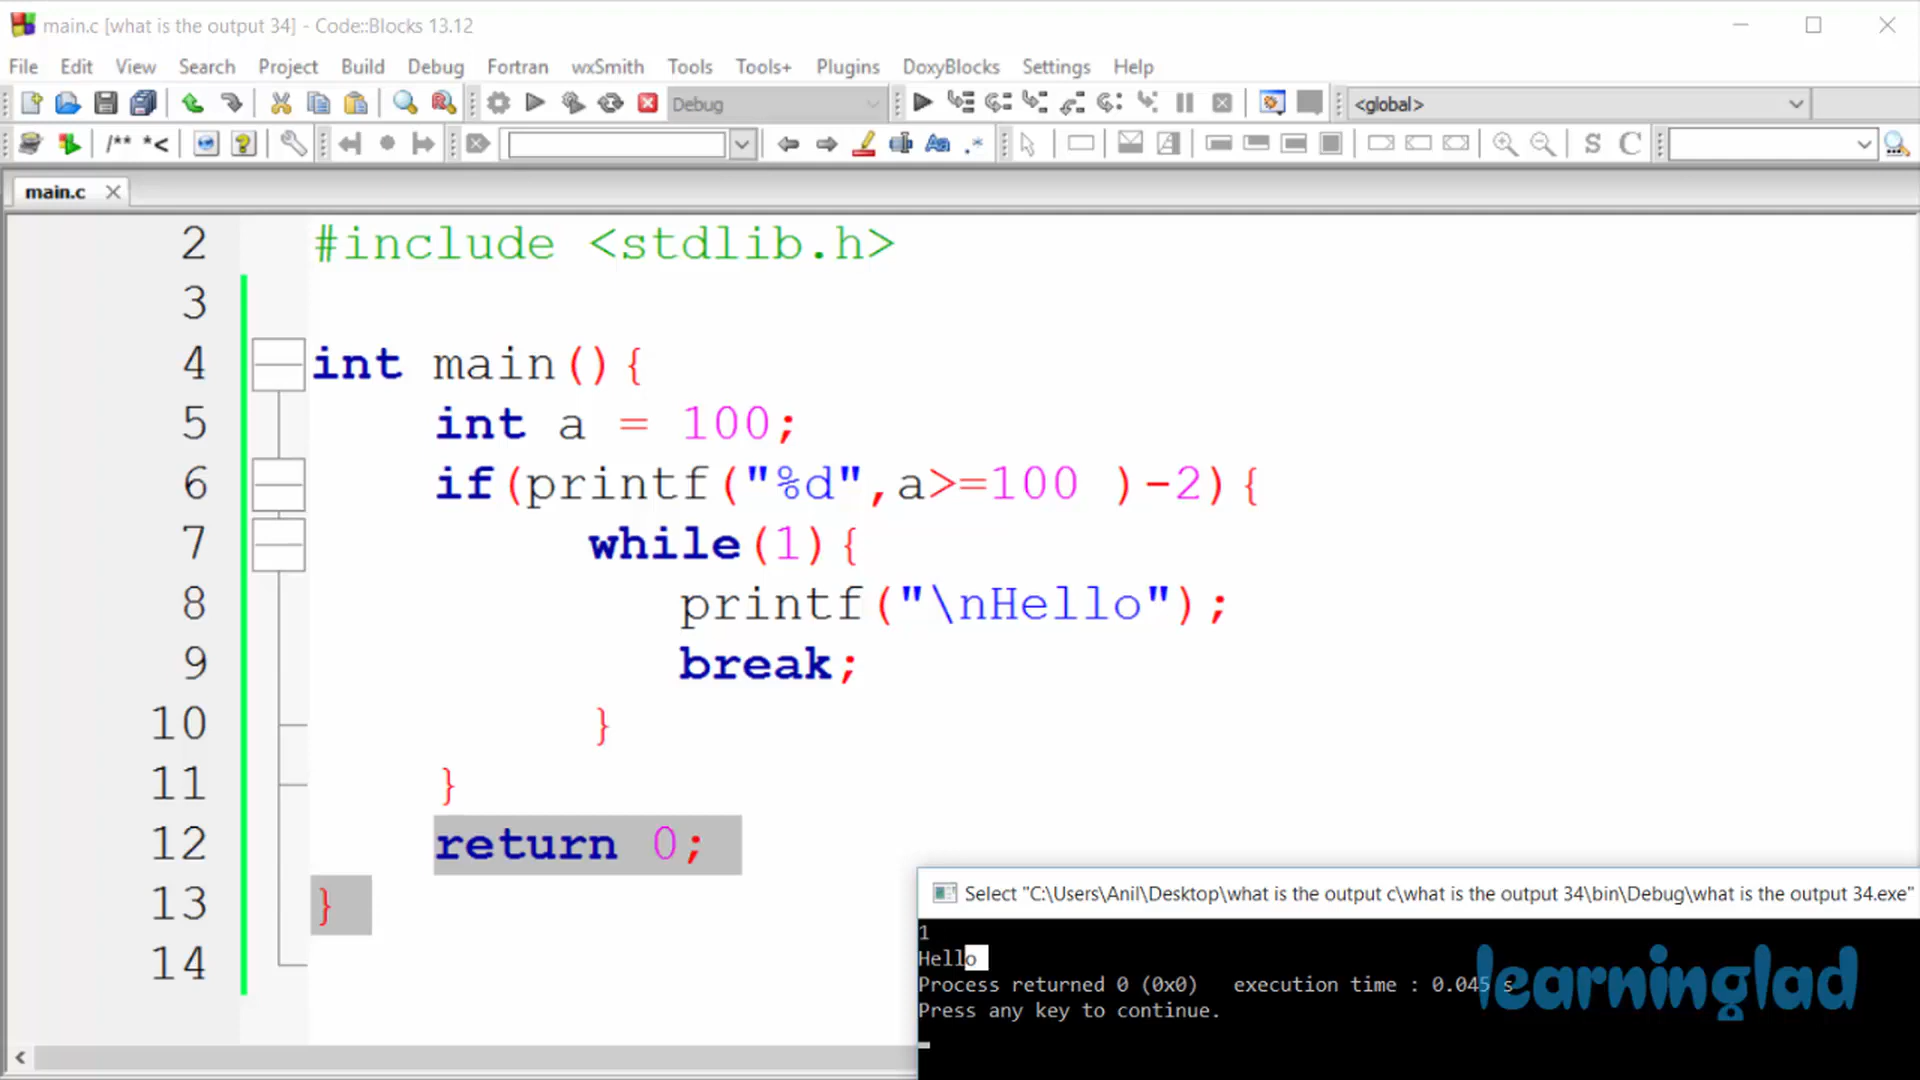 main.c [what is the output 34] - Code::Blocks 13.12
File Edit View Search Project Build Debug Fortran wxSmith Tools Tools+ Plugins DoxyBlocks Settings Help
Debug <global>
/** *< Aa .* S C
main.c
2 #include <stdlib.h>
3
4 int main(){
5 int a = 100;
6 if(printf("%d",a>=100 )-2){
7 while(1){
8 printf("\nHello");
9 break;
10 }
11 }
12 return 0;
13 }
14
Select "C:\Users\Anil\Desktop\what is the output c\what is the output 34\bin\Debug\what is the output 34.exe"
1
Hello
Process returned 0 (0x0) execution time : 0.045 s
Press any key to continue.
learninglad